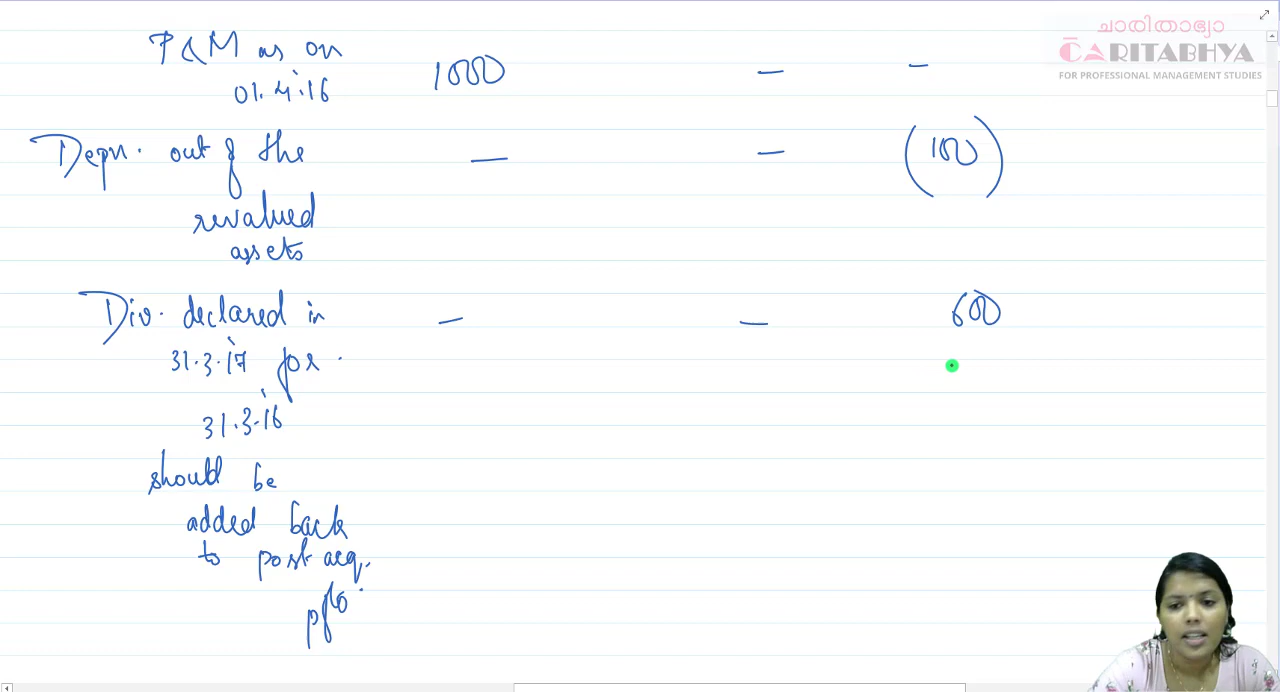 ചാരിതാഭ്യാ
CARITABHYA
FOR PROFESSIONAL MANAGEMENT STUDIES
P&M as on 1000 — —
01.4.16
Depn. out of the — — (100)
revalued
assets
Div. declared in — — 600
31.3.17 for
31.3.16
should be
added back
to post acq.
pfts.